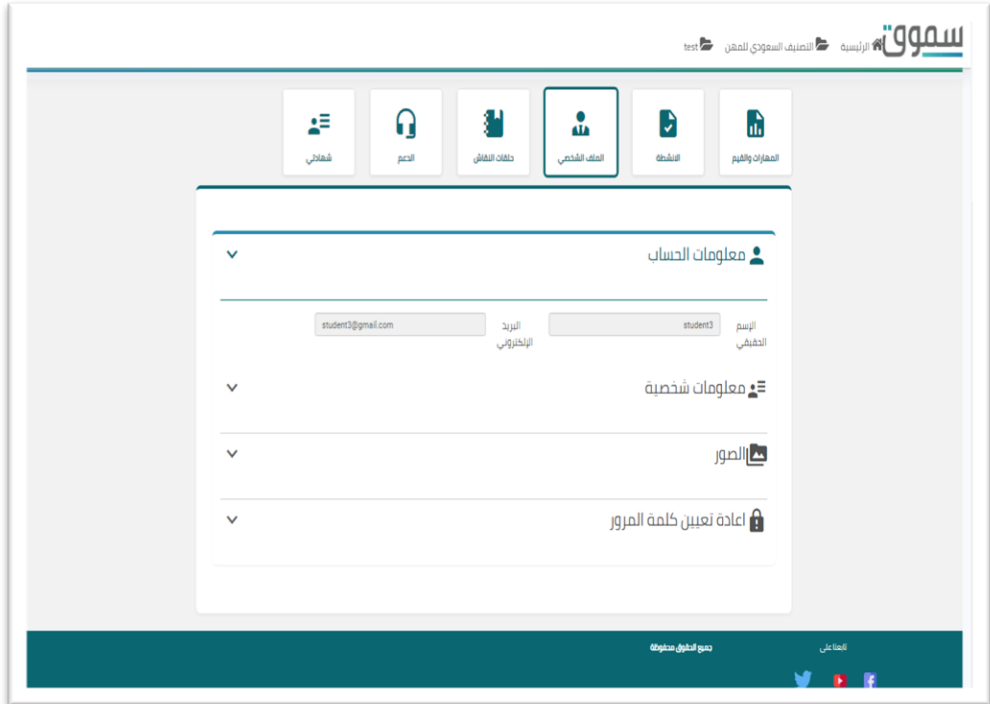 سموق
الرئيسية
التصنيف السعودي للمهن
test
المهارات والقيم
الانشطة
الملف الشخصي
حلقات النقاش
الدعم
شهاداتي
معلومات الحساب
الإسم الحقيقي
student3
البريد الإلكتروني
student3@gmail.com
معلومات شخصية
الصور
اعادة تعيين كلمة المرور
تابعنا على
جميع الحقوق محفوظة